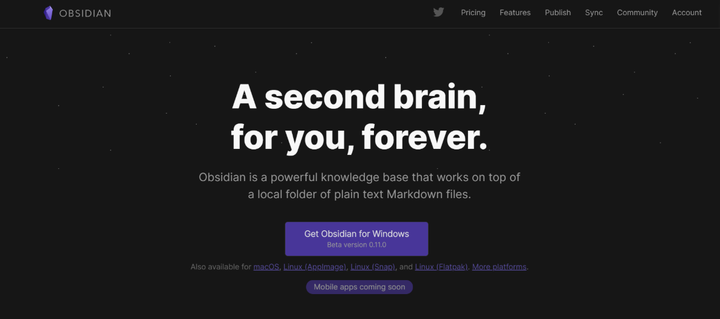 OBSIDIAN
Pricing Features Publish Sync Community Account
A second brain,
for you, forever.
Obsidian is a powerful knowledge base that works on top of
a local folder of plain text Markdown files.
Get Obsidian for Windows
Beta version 0.11.0
Also available for macOS, Linux (AppImage), Linux (Snap), and Linux (Flatpak). More platforms.
Mobile apps coming soon